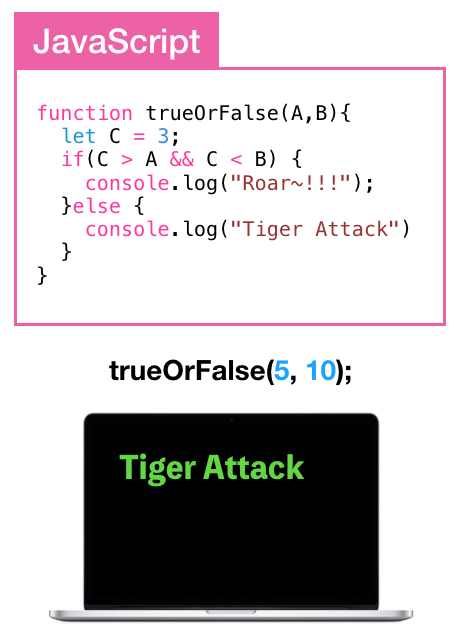 JavaScript
function trueOrFalse(A,B){
  let C = 3;
  if(C > A && C < B) {
    console.log("Roar~!!!");
  }else {
    console.log("Tiger Attack")
  }
}
trueOrFalse(5, 10);
Tiger Attack